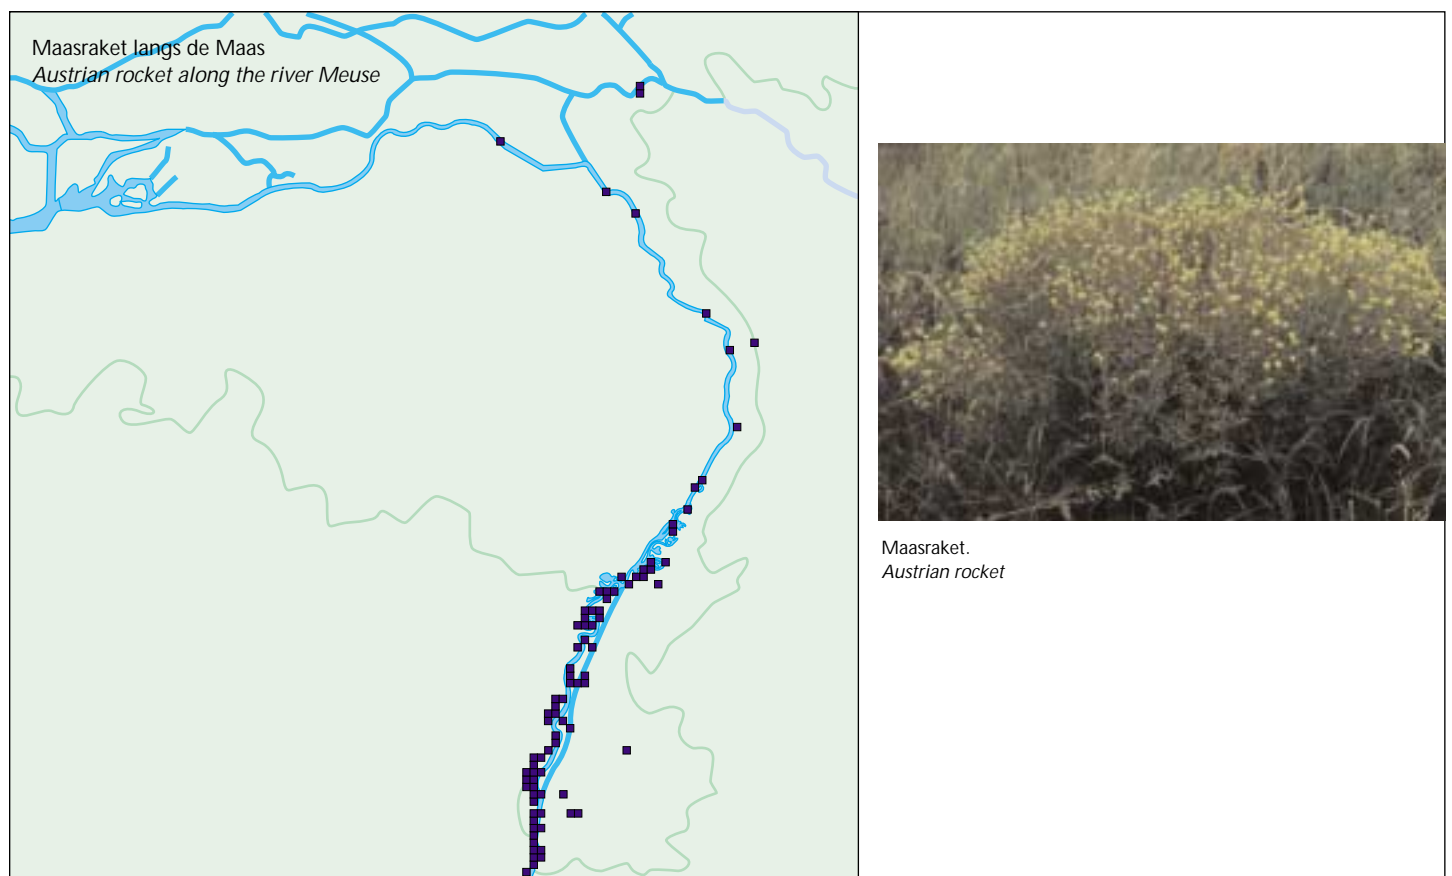 Maasraket langs de Maas
Austrian rocket along the river Meuse
Maasraket.
Austrian rocket